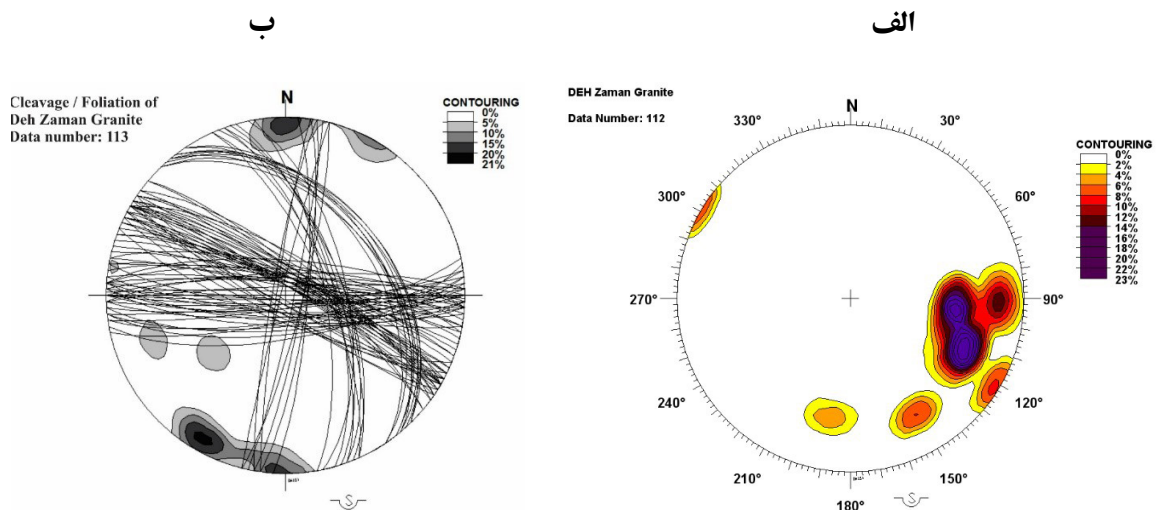 الف
ب
DEH Zaman Granite
Data Number: 112
N
30°
60°
90°
120°
150°
180°
210°
240°
270°
300°
330°
CONTOURING
0%
2%
4%
6%
8%
10%
12%
14%
16%
18%
20%
22%
23%
S
Cleavage / Foliation of
Deh Zaman Granite
Data number: 113
N
CONTOURING
0%
5%
10%
15%
20%
21%
S